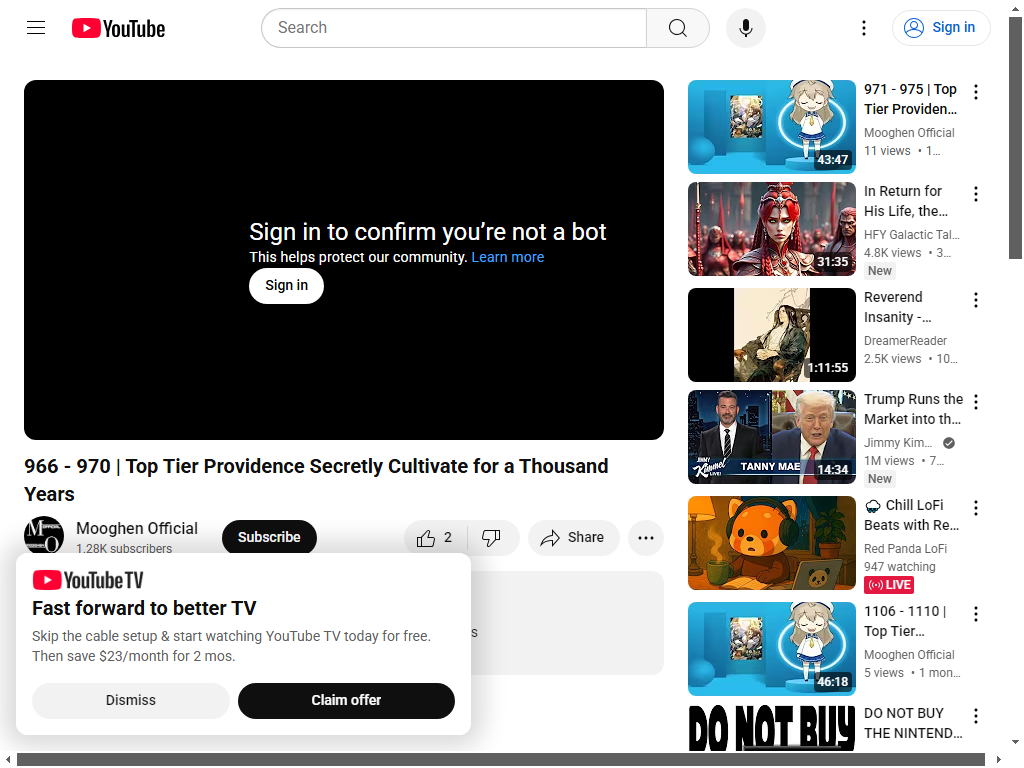 YouTube
Search
Sign in
Sign in to confirm you’re not a bot
This helps protect our community. Learn more
Sign in
966 - 970 | Top Tier Providence Secretly Cultivate for a Thousand
Years
Mooghen Official
1.28K subscribers
Subscribe
2
Share
s
YouTube TV
Fast forward to better TV
Skip the cable setup & start watching YouTube TV today for free.
Then save $23/month for 2 mos.
Dismiss
Claim offer
43:47
971 - 975 | Top
Tier Providen...
Mooghen Official
11 views • 1...
31:35
In Return for
His Life, the...
HFY Galactic Tal...
4.8K views • 3...
New
1:11:55
Reverend
Insanity -...
DreamerReader
2.5K views • 10...
JIMMY
Kimmel
LIVE!
TANNY MAE
14:34
Trump Runs the
Market into th...
Jimmy Kim...
1M views • 7...
New
Chill LoFi
Beats with Re...
Red Panda LoFi
947 watching
LIVE
46:18
1106 - 1110 |
Top Tier...
Mooghen Official
5 views • 1 mon...
DO NOT BUY
DO NOT BUY
THE NINTEND...